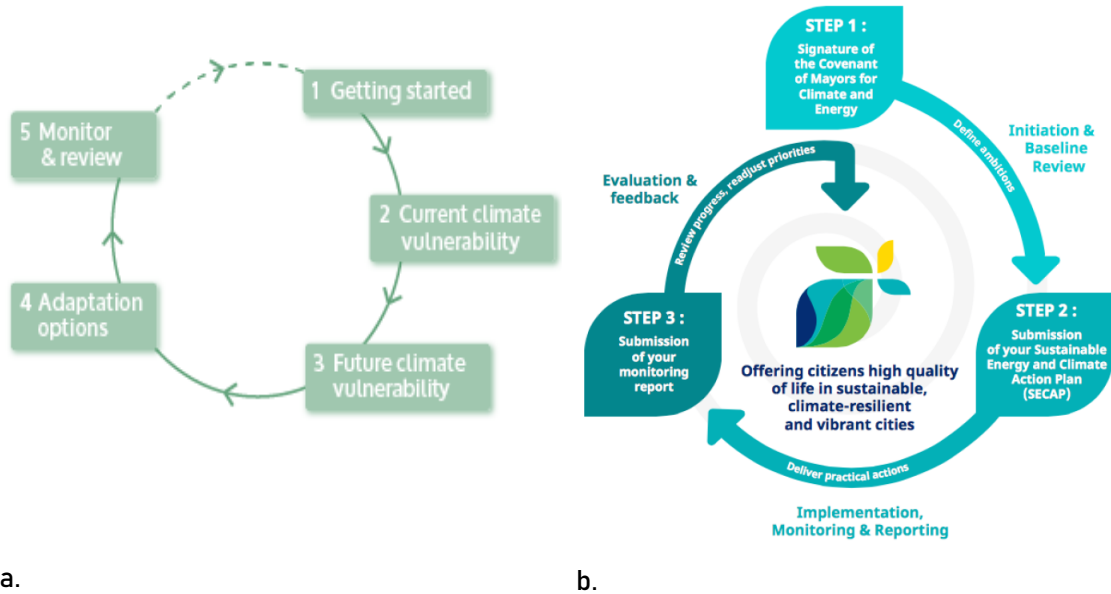 1 Getting started
2 Current climate
vulnerability
3 Future climate
vulnerability
4 Adaptation
options
5 Monitor
& review
a.
STEP 1 :
Signature of
the Covenant
of Mayors for
Climate and
Energy
Define ambitions
Initiation &
Baseline
Review
STEP 2 :
Submission
of your Sustainable
Energy and Climate
Action Plan
(SECAP)
Deliver practical actions
Implementation,
Monitoring & Reporting
STEP 3 :
Submission
of your
monitoring
report
Review progress, readjust priorities
Evaluation &
feedback
Offering citizens high quality
of life in sustainable,
climate-resilient
and vibrant cities
b.